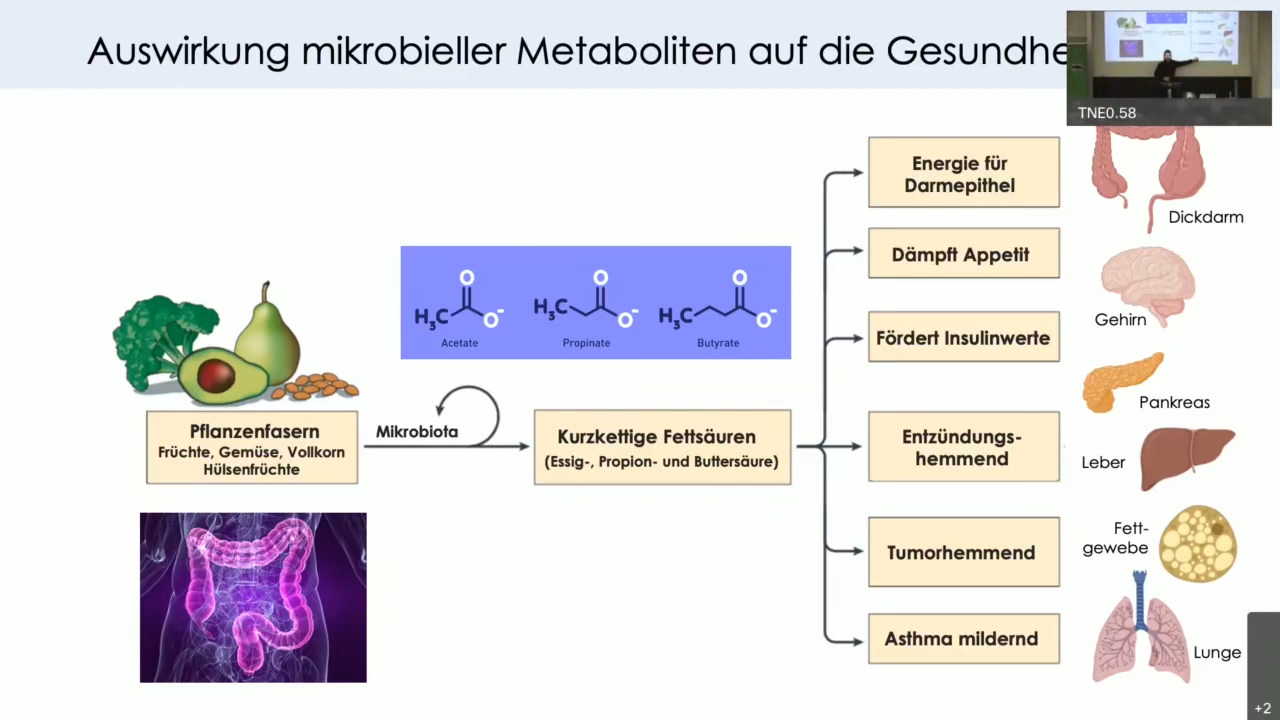 Auswirkung mikrobieller Metaboliten auf die Gesundhe
TNE0.58
Pflanzenfasern
Früchte, Gemüse, Vollkorn
Hülsenfrüchte
Mikrobiota
H₃C O O⁻
Acetate
H₃C O O⁻
Propinate
H₃C O O⁻
Butyrate
Kurzkettige Fettsäuren
(Essig-, Propion- und Buttersäure)
Energie für
Darmepithel
Dämpft Appetit
Fördert Insulinwerte
Entzündungs-
hemmend
Tumorhemmend
Asthma mildernd
Dickdarm
Gehirn
Pankreas
Leber
Fett-
gewebe
Lunge
+2